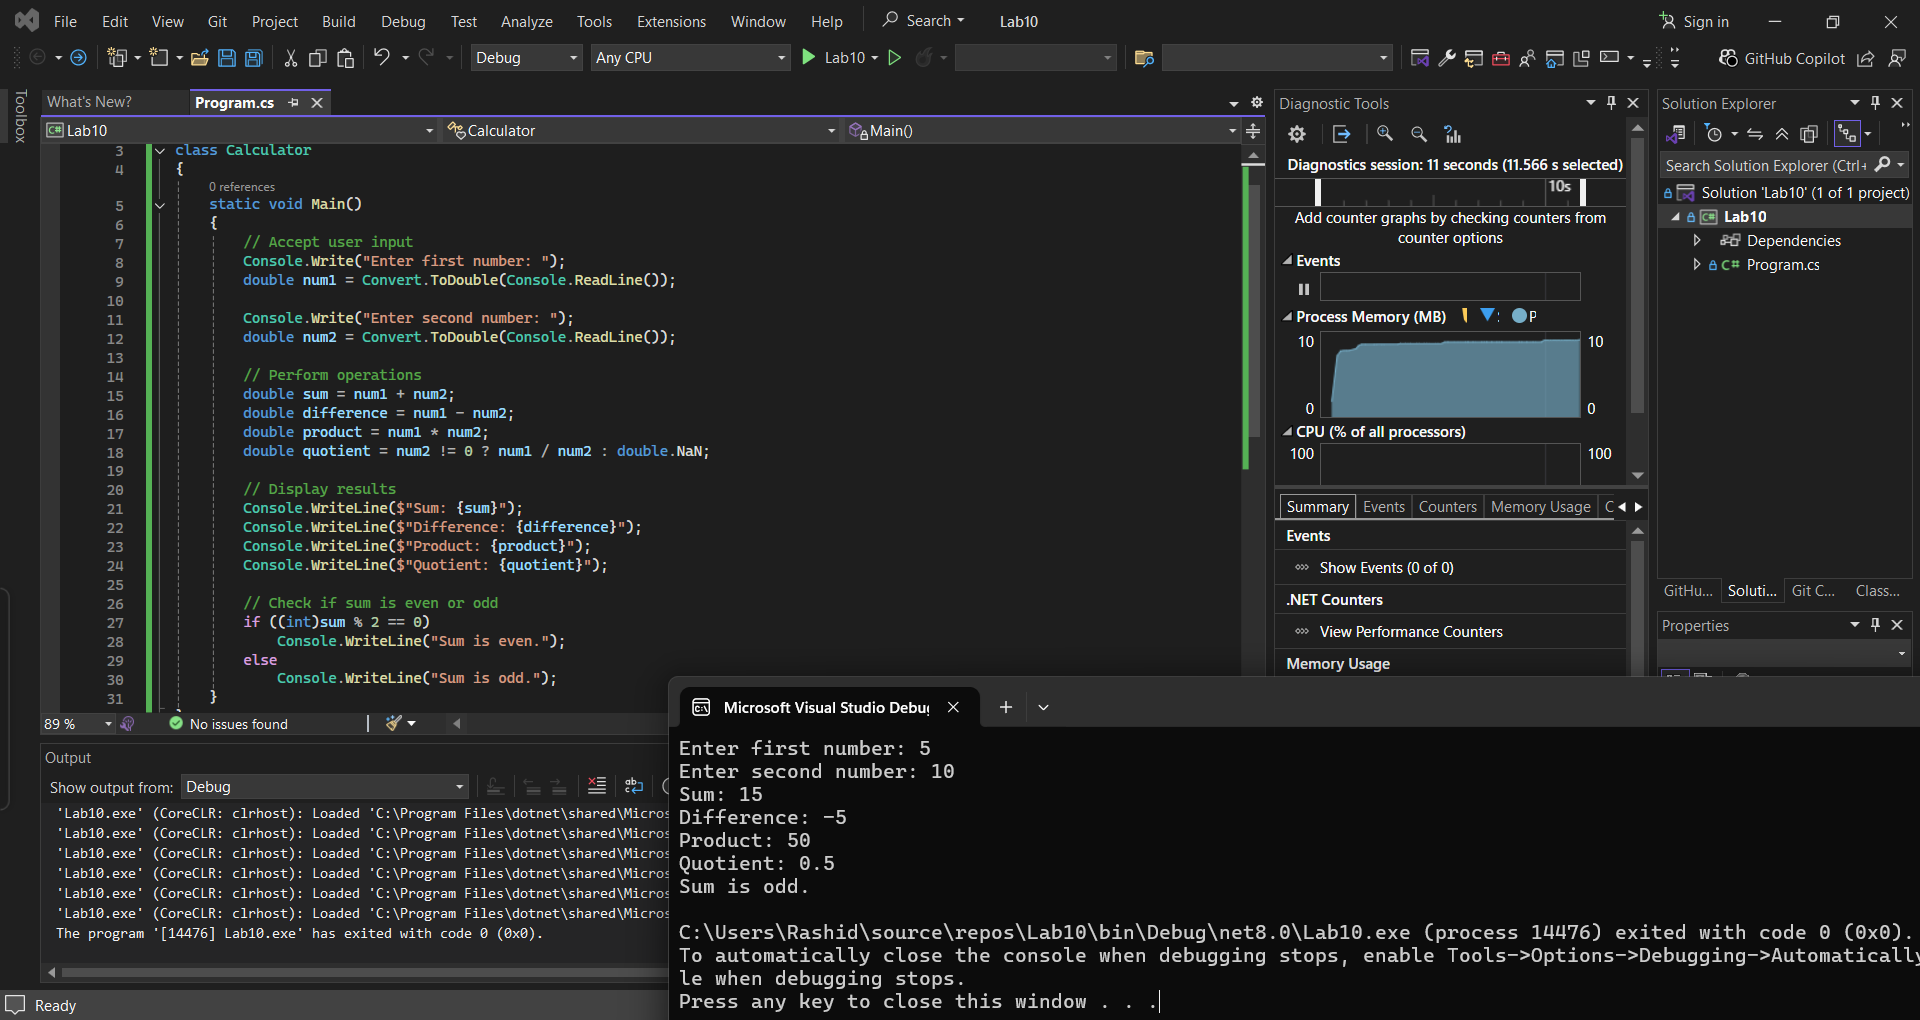 File Edit View Git Project Build Debug Test Analyze Tools Extensions Window Help Search Lab10 Sign in
Debug Any CPU Lab10 GitHub Copilot
Toolbox
What's New? Program.cs
C# Lab10 Calculator Main()
3 class Calculator
4 {
0 references
5 static void Main()
6 {
7 // Accept user input
8 Console.Write("Enter first number: ");
9 double num1 = Convert.ToDouble(Console.ReadLine());
10
11 Console.Write("Enter second number: ");
12 double num2 = Convert.ToDouble(Console.ReadLine());
13
14 // Perform operations
15 double sum = num1 + num2;
16 double difference = num1 - num2;
17 double product = num1 * num2;
18 double quotient = num2 != 0 ? num1 / num2 : double.NaN;
19
20 // Display results
21 Console.WriteLine($"Sum: {sum}");
22 Console.WriteLine($"Difference: {difference}");
23 Console.WriteLine($"Product: {product}");
24 Console.WriteLine($"Quotient: {quotient}");
25
26 // Check if sum is even or odd
27 if ((int)sum % 2 == 0)
28 Console.WriteLine("Sum is even.");
29 else
30 Console.WriteLine("Sum is odd.");
31 }
89 % No issues found
Output
Show output from: Debug
'Lab10.exe' (CoreCLR: clrhost): Loaded 'C:\Program Files\dotnet\shared\Micros
'Lab10.exe' (CoreCLR: clrhost): Loaded 'C:\Program Files\dotnet\shared\Micros
'Lab10.exe' (CoreCLR: clrhost): Loaded 'C:\Program Files\dotnet\shared\Micros
'Lab10.exe' (CoreCLR: clrhost): Loaded 'C:\Program Files\dotnet\shared\Micros
'Lab10.exe' (CoreCLR: clrhost): Loaded 'C:\Program Files\dotnet\shared\Micros
'Lab10.exe' (CoreCLR: clrhost): Loaded 'C:\Program Files\dotnet\shared\Micros
The program '[14476] Lab10.exe' has exited with code 0 (0x0).
Ready
Diagnostic Tools
Diagnostics session: 11 seconds (11.566 s selected)
10s
Add counter graphs by checking counters from
counter options
Events
Process Memory (MB) P
10 10
0 0
CPU (% of all processors)
100 100
Summary Events Counters Memory Usage C
Events
Show Events (0 of 0)
.NET Counters
View Performance Counters
Memory Usage
Solution Explorer
Search Solution Explorer (Ctrl+
Solution 'Lab10' (1 of 1 project)
C# Lab10
Dependencies
C# Program.cs
GitHu... Soluti... Git C... Class...
Properties
Microsoft Visual Studio Debug
Enter first number: 5
Enter second number: 10
Sum: 15
Difference: -5
Product: 50
Quotient: 0.5
Sum is odd.
C:\Users\Rashid\source\repos\Lab10\bin\Debug\net8.0\Lab10.exe (process 14476) exited with code 0 (0x0).
To automatically close the console when debugging stops, enable Tools->Options->Debugging->Automatically
le when debugging stops.
Press any key to close this window . . .